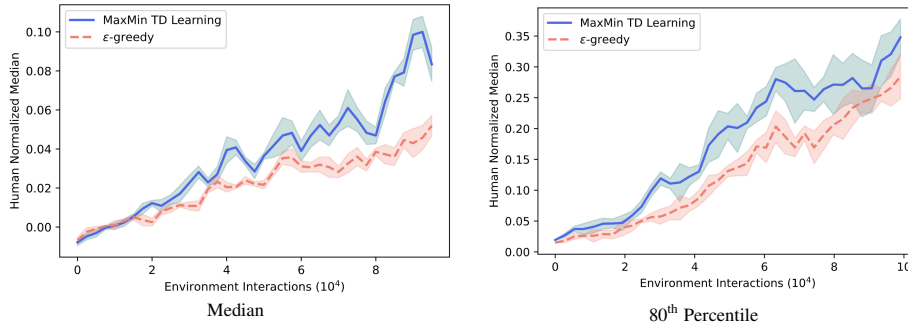 MaxMin TD Learning
ε-greedy
Human Normalized Median
0.10
0.08
0.06
0.04
0.02
0.00
0
2
4
6
8
Environment Interactions (10⁴)
Median
MaxMin TD Learning
ε-greedy
Human Normalized Median
0.35
0.30
0.25
0.20
0.15
0.10
0.05
0.00
0
2
4
6
8
10
Environment Interactions (10⁴)
80th Percentile